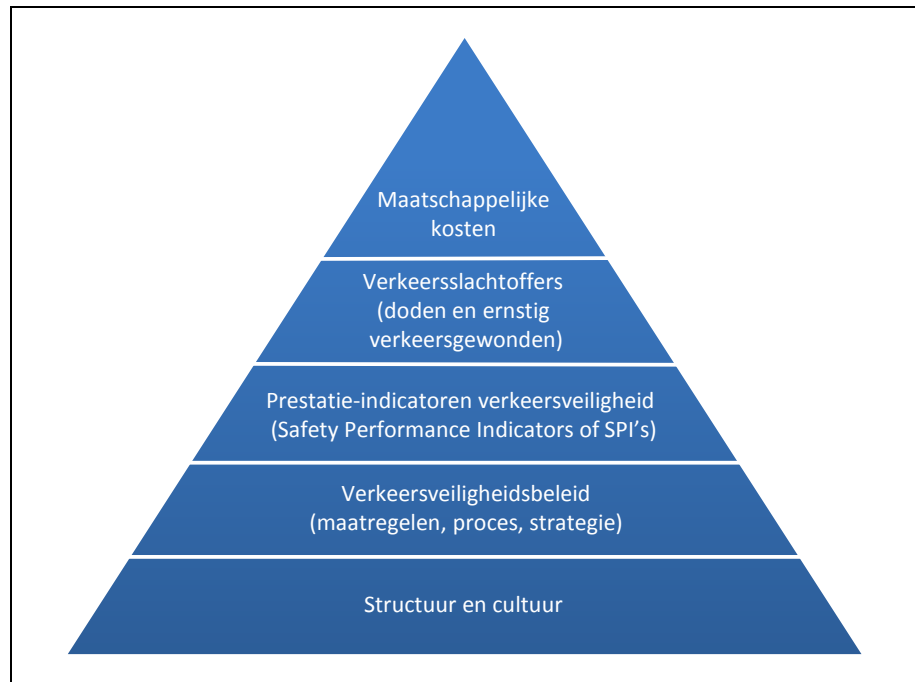 Maatschappelijke
kosten
Verkeersslachtoffers
(doden en ernstig
verkeersgewonden)
Prestatie-indicatoren verkeersveiligheid
(Safety Performance Indicators of SPI's)
Verkeersveiligheidsbeleid
(maatregelen, proces, strategie)
Structuur en cultuur